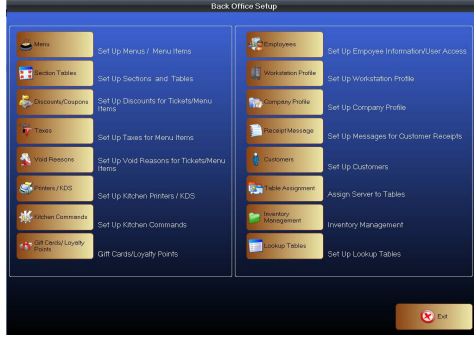 Back Office Setup
Menu
Set Up Menus / Menu Items
Section Tables
Set Up Sections and Tables
Discounts/Coupons
Set Up Discounts for Tickets/Menu
Items
Taxes
Set Up Taxes for Menu Items
Void Reasons
Set Up Void Reasons for Tickets/Menu
Items
Printers / KDS
Set Up Kitchen Printers / KDS
Kitchen Commands
Set Up Kitchen Commands
Gift Cards/ Loyalty
Points
Gift Cards/Loyalty Points
Employees
Set Up Empoyee Information/User Access
Workstation Profile
Set Up Workstation Profile
Company Profile
Set Up Company Profile
Receipt Message
Set Up Messages for Customer Receipts
Customers
Set Up Customers
Table Assignment
Assign Server to Tables
Inventory
Management
Inventory Management
Lookup Tables
Set Up Lookup Tables
Exit